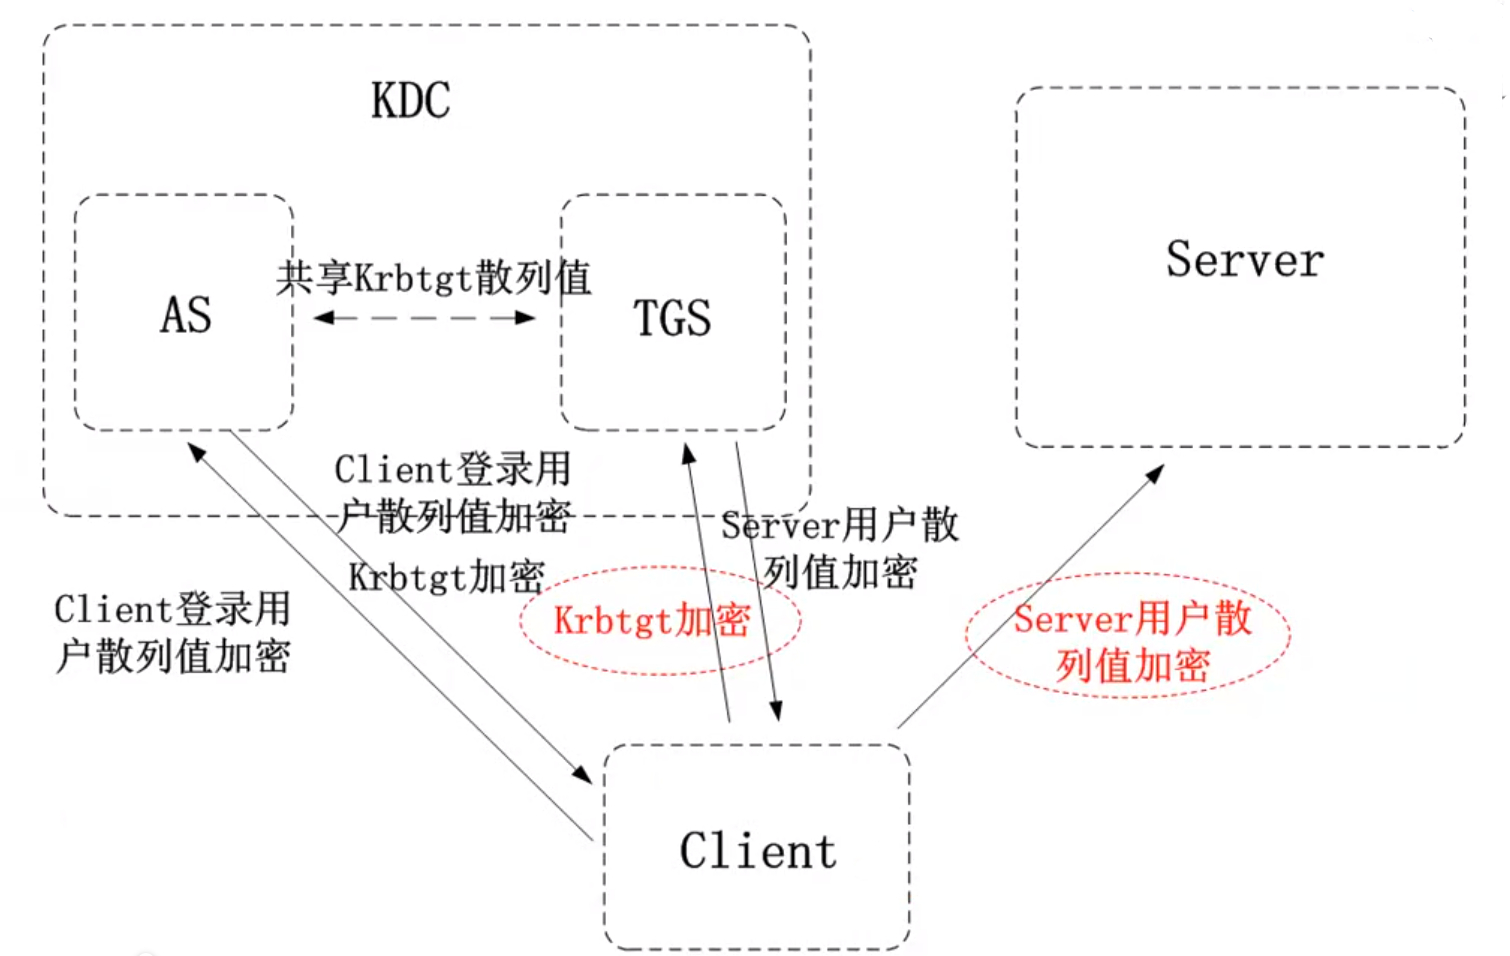 KDC
Server
AS
共享Krbtgt散列值
TGS
Client登录用
户散列值加密
Krbtgt加密
Client登录用
户散列值加密
Server用户散
列值加密
Krbtgt加密
Server用户散
列值加密
Client